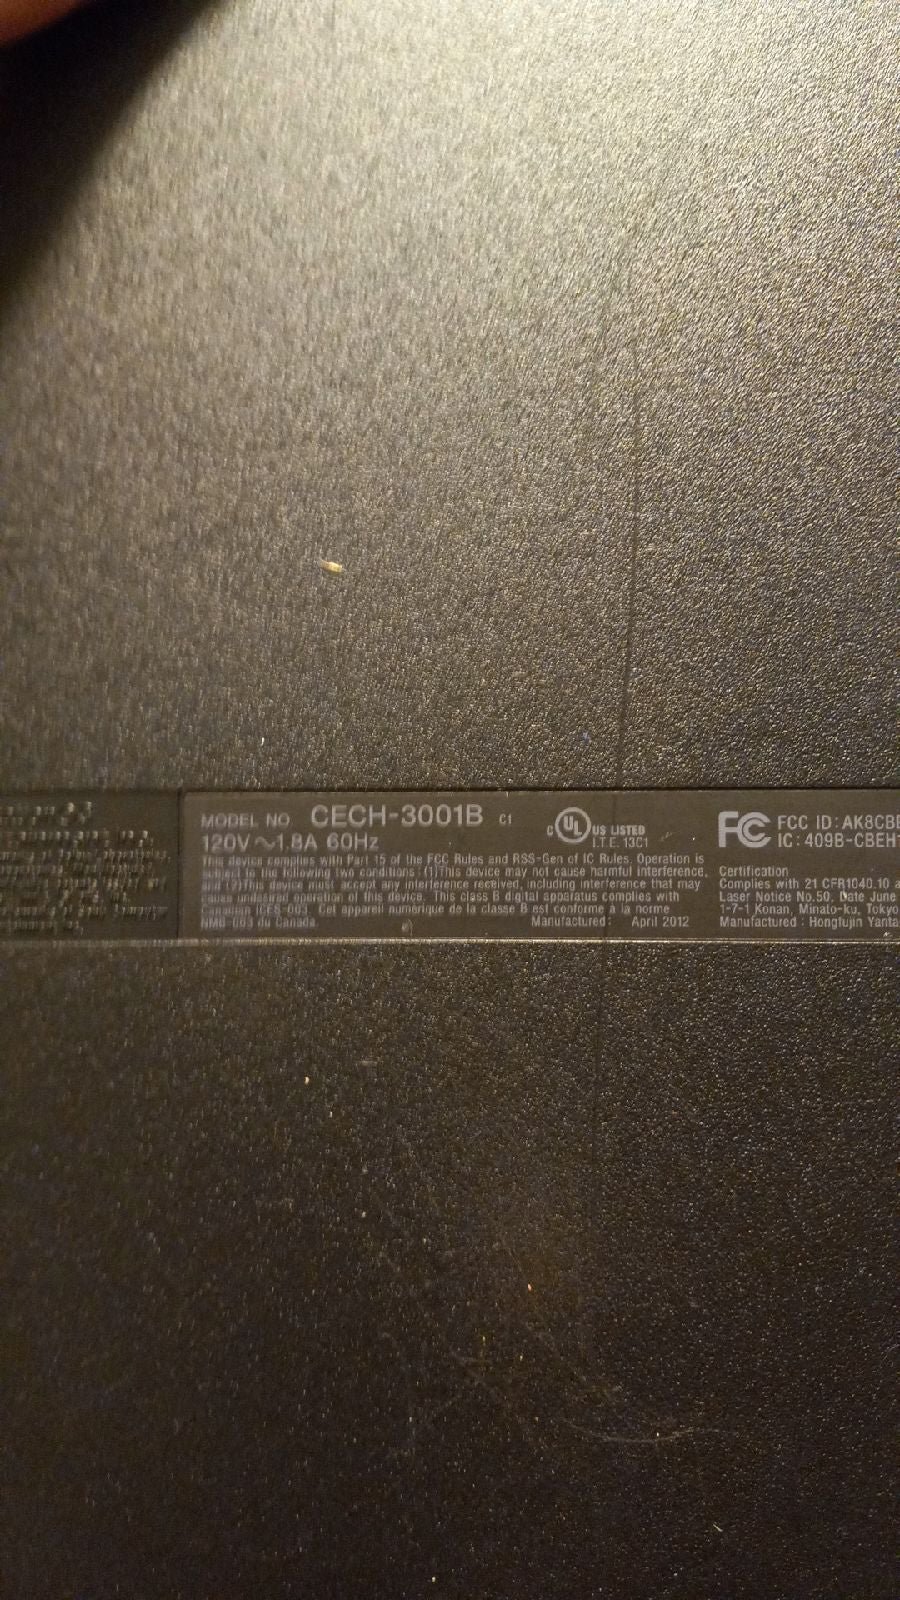 MODEL NO. CECH-3001B C1
120V ~1.8A 60Hz
C UL US LISTED
I.T.E. 13C1
This device complies with Part 15 of the FCC Rules and RSS-Gen of IC Rules. Operation is
subject to the following two conditions : (1)This device may not cause harmful interference,
and (2)This device must accept any interference received, including interference that may
cause undesired operation of this device. This class B digital apparatus complies with
Canadian ICES-003. Cet appareil numérique de la classe B est conforme à la norme
NMB-003 du Canada. Manufactured: April 2012
FC FCC ID: AK8CBE
IC: 409B-CBEH1
Certification
Complies with 21 CFR1040.10 a
Laser Notice No.50. Date June
1-7-1 Konan, Minato-ku, Tokyo
Manufactured : Hongfujin Yanta